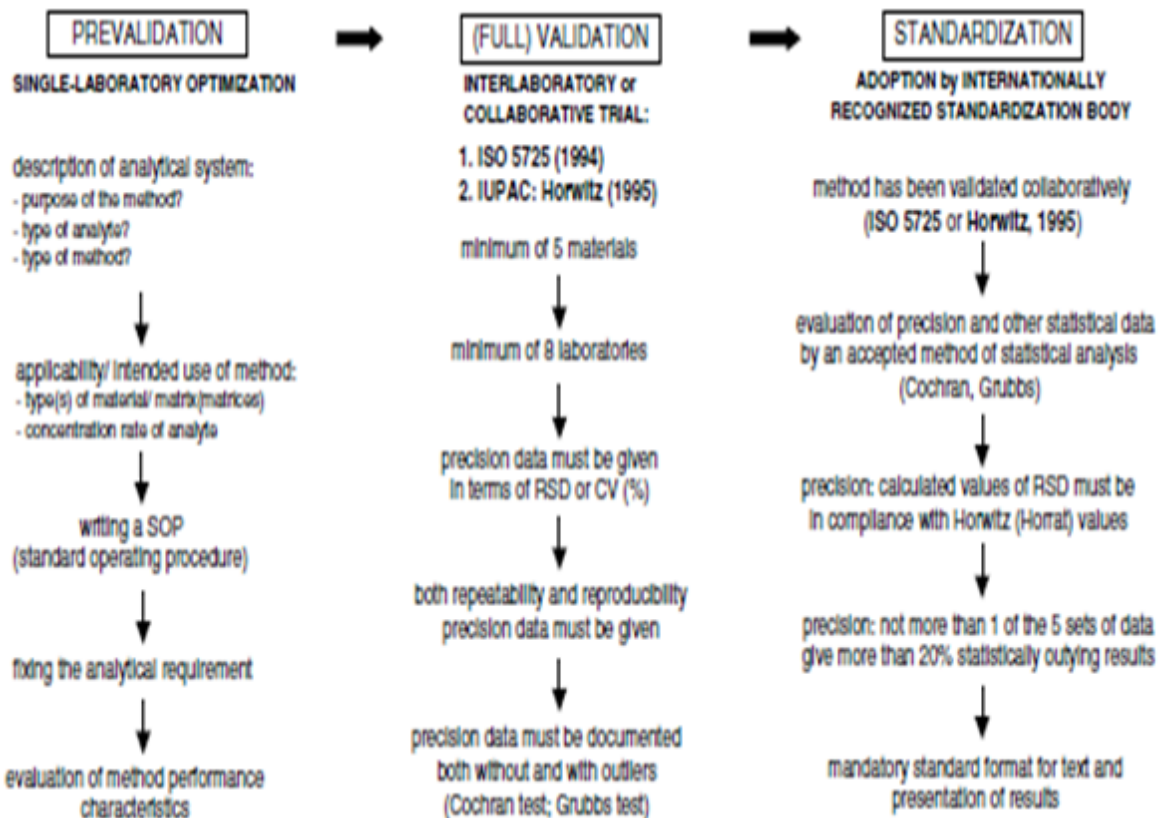 PREVALIDATION
SINGLE-LABORATORY OPTIMIZATION
description of analytical system:
- purpose of the method?
- type of analyte?
- type of method?
applicability/ intended use of method:
- type(s) of material/ matrix(matrices)
- concentration rate of analyte
writing a SOP
(standard operating procedure)
fixing the analytical requirement
evaluation of method performance
characteristics
(FULL) VALIDATION
INTERLABORATORY or
COLLABORATIVE TRIAL:
1. ISO 5725 (1994)
2. IUPAC: Horwitz (1995)
minimum of 5 materials
minimum of 8 laboratories
precision data must be given
in terms of RSD or CV (%)
both repeatability and reproducibility
precision data must be given
precision data must be documented
both without and with outliers
(Cochran test; Grubbs test)
STANDARDIZATION
ADOPTION by INTERNATIONALLY
RECOGNIZED STANDARDIZATION BODY
method has been validated collaboratively
(ISO 5725 or Horwitz, 1995)
evaluation of precision and other statistical data
by an accepted method of statistical analysis
(Cochran, Grubbs)
precision: calculated values of RSD must be
in compliance with Horwitz (Horrat) values
precision: not more than 1 of the 5 sets of data
give more than 20% statistically outying results
mandatory standard format for text and
presentation of results